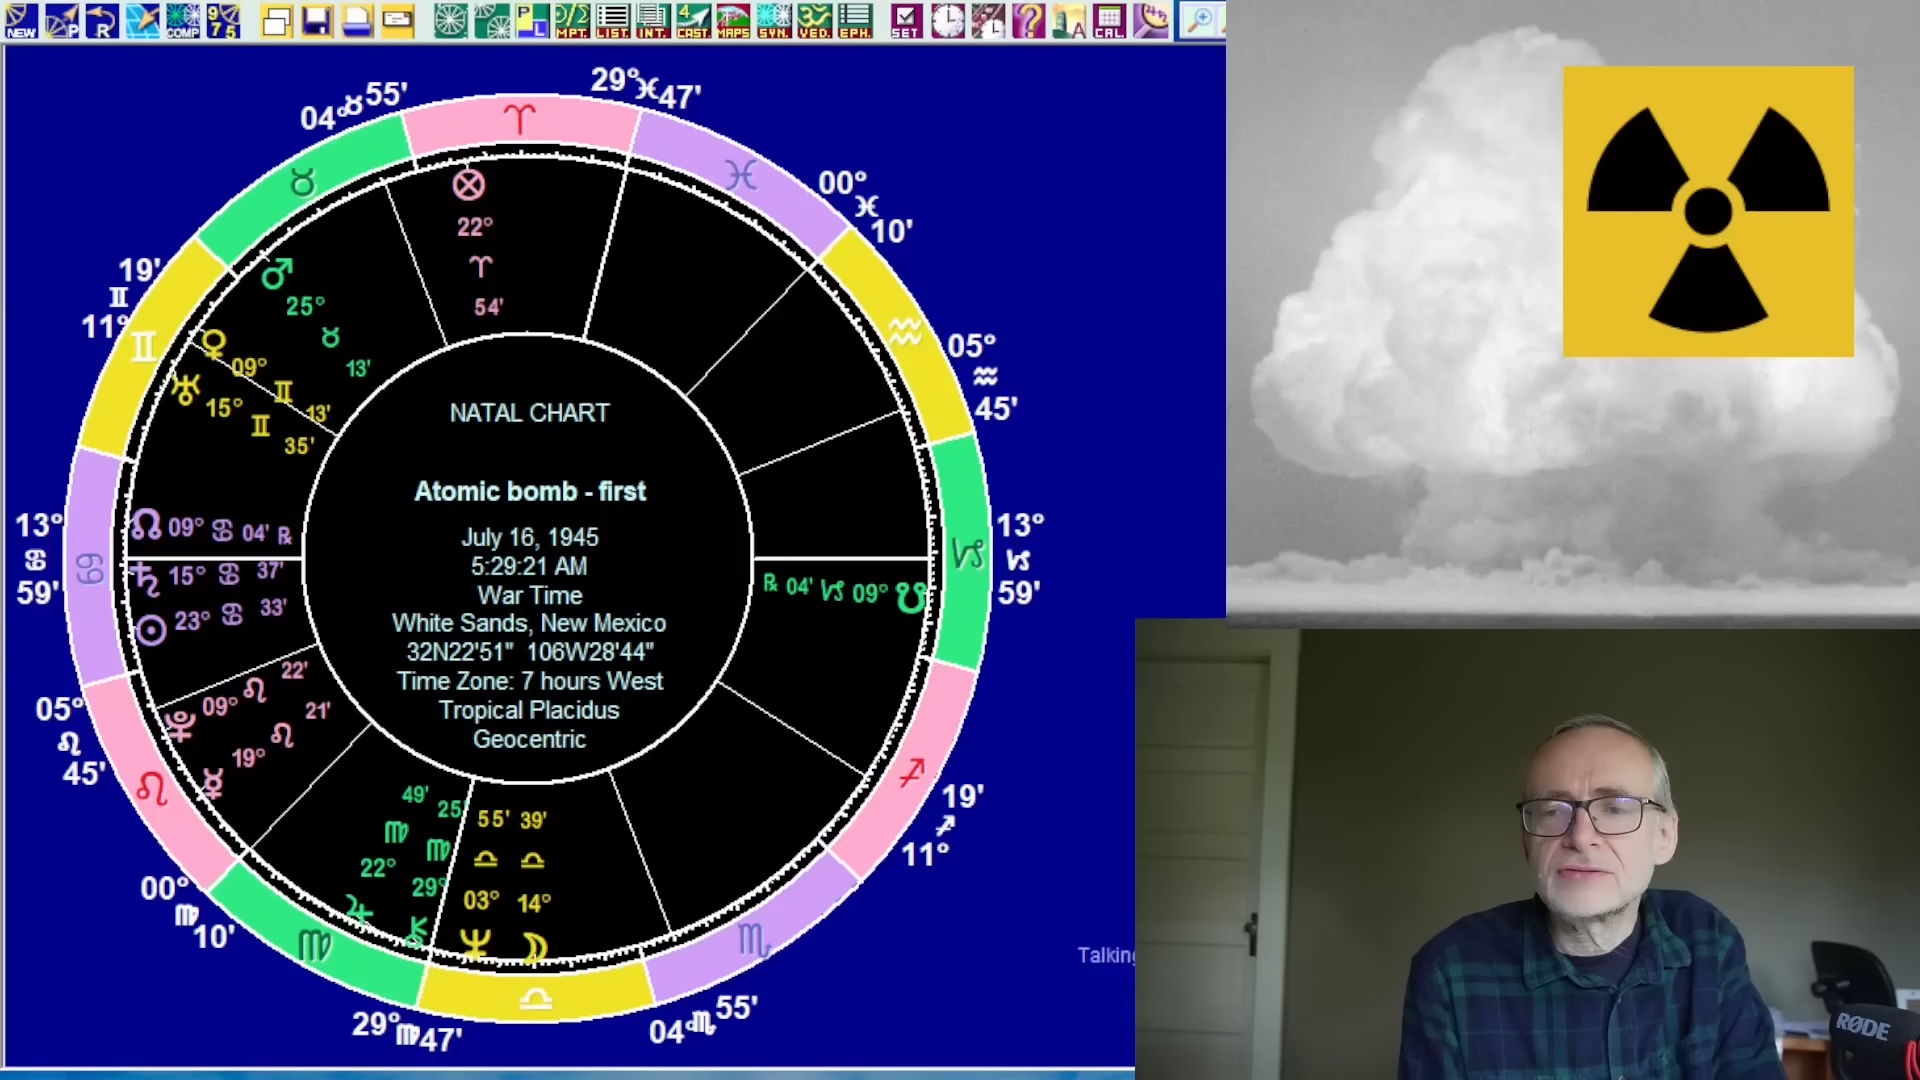 NEW
P
R
COMP
9 7 5
P L
MPT. LIST. INT. CAST. MAPS SYN. VED. EPH.
SET
A
CAL.
29° ♓ 47'
04° ♉ 55'
00° ♓ 10'
19' ♊ 11°
05° ♒ 45'
13° ♋ 59'
13° ♑ 59'
05° ♌ 45'
19' ♐ 11°
00° ♍ 10'
29° ♍ 47'
04° ♏ 55'
⊗ 22° ♈ 54'
♂ 25° ♉ 13'
♀ 09° ♊ 13'
♅ 15° ♊ 35'
☊ 09° ♋ 04' ℞
♄ 15° ♋ 37'
☉ 23° ♋ 33'
℞ 04' ♑ 09° ☋
♇ 09° ♌ 22'
☿ 19° ♌ 21'
49' ♍ 22° ♃
25' ♍ 29° ⚷
55' ♎ 03° ♆
39' ♎ 14° ☽
NATAL CHART
Atomic bomb - first
July 16, 1945
5:29:21 AM
War Time
White Sands, New Mexico
32N22'51" 106W28'44"
Time Zone: 7 hours West
Tropical Placidus
Geocentric
Talking
RØDE